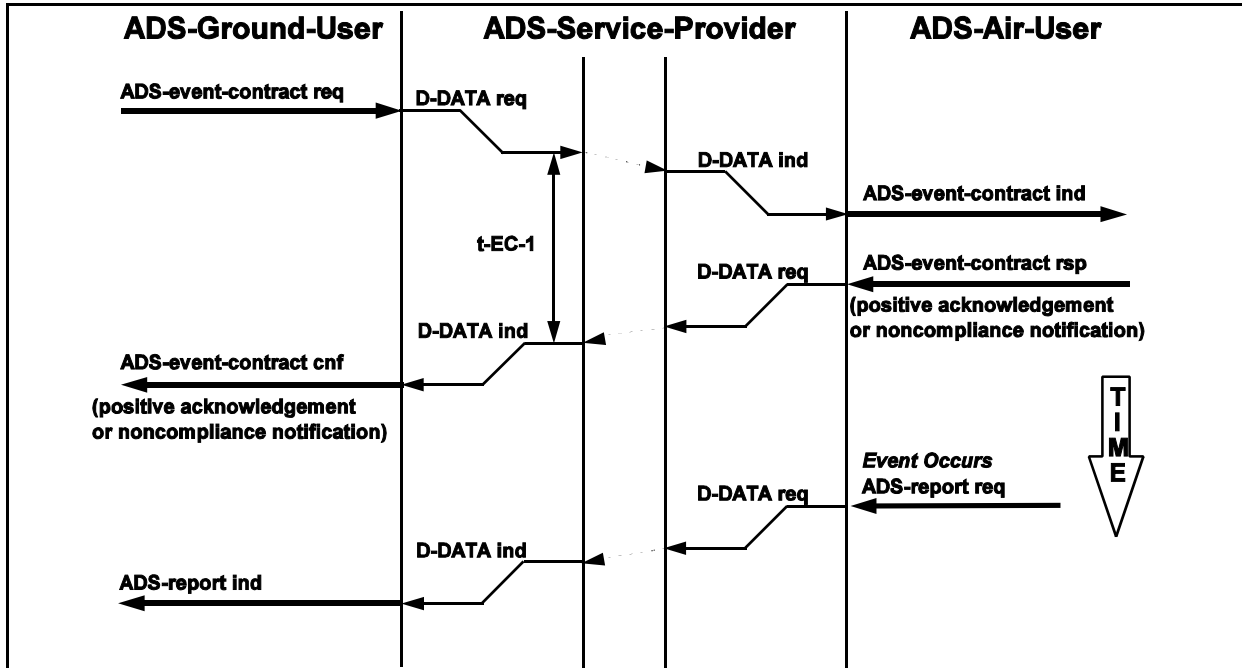 ADS-Ground-User
ADS-Service-Provider
ADS-Air-User
ADS-event-contract req
D-DATA req
D-DATA ind
ADS-event-contract ind
t-EC-1
D-DATA req
ADS-event-contract rsp
(positive acknowledgement
or noncompliance notification)
D-DATA ind
ADS-event-contract cnf
(positive acknowledgement
or noncompliance notification)
TIME
Event Occurs
ADS-report req
D-DATA req
D-DATA ind
ADS-report ind